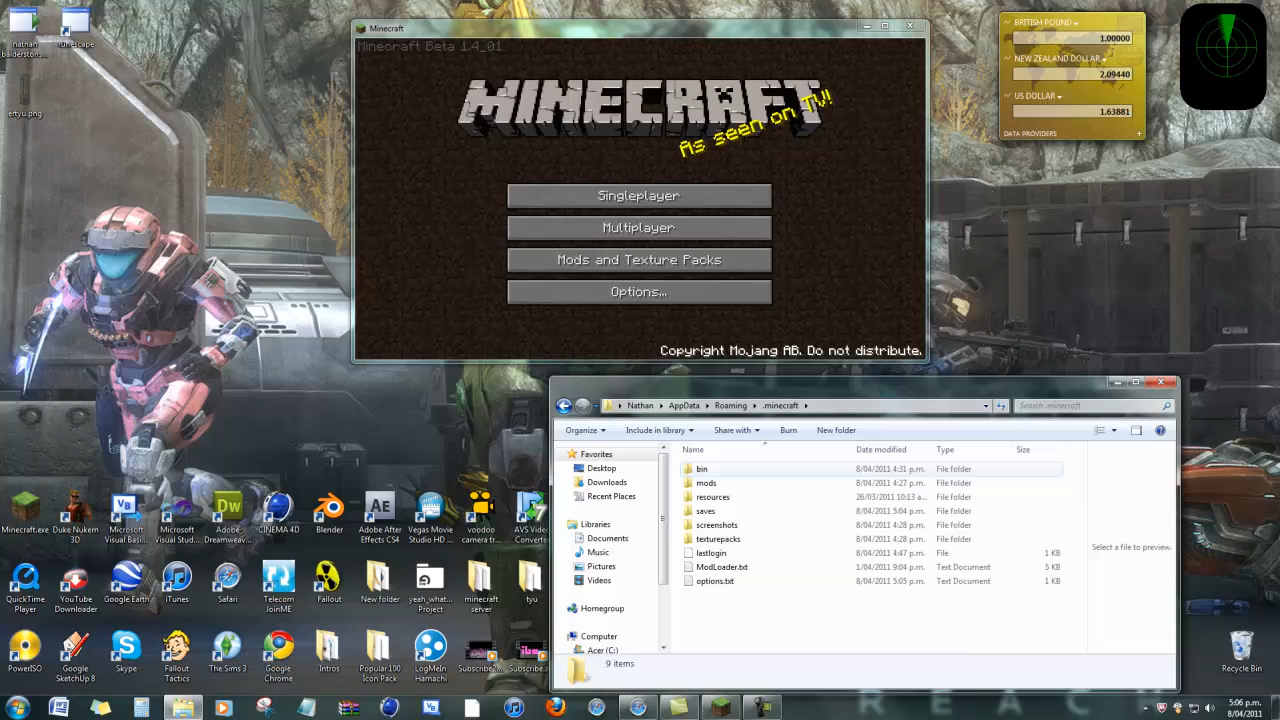 nathan
balderstons...
runescape
ertyu.png
Minecraft
Minecraft Beta 1.4_01
MINECRAFT
As seen on TV!
Singleplayer
Multiplayer
Mods and Texture Packs
Options...
Copyright Mojang AB. Do not distribute.
BRITISH POUND
1.00000
NEW ZEALAND DOLLAR
2.09440
US DOLLAR
1.63881
DATA PROVIDERS
Nathan
AppData
Roaming
.minecraft
Search .minecraft
Organize
Include in library
Share with
Burn
New folder
Favorites
Desktop
Downloads
Recent Places
Libraries
Documents
Music
Pictures
Videos
Homegroup
Computer
Acer (C:)
Name Date modified Type Size
bin 8/04/2011 4:31 p.m. File folder
mods 8/04/2011 4:27 p.m. File folder
resources 26/03/2011 10:13 a... File folder
saves 8/04/2011 5:04 p.m. File folder
screenshots 8/04/2011 4:28 p.m. File folder
texturepacks 8/04/2011 4:28 p.m. File folder
lastlogin 8/04/2011 4:47 p.m. File 1 KB
ModLoader.txt 1/04/2011 9:04 p.m. Text Document 5 KB
options.txt 8/04/2011 5:05 p.m. Text Document 1 KB
Select a file to preview.
9 items
Minecraft.exe
Duke Nukem
3D
Microsoft
Visual Basi...
Microsoft
Visual Stud...
Adobe
Dreamweav...
CINEMA 4D
Blender
Adobe After
Effects CS4
Vegas Movie
Studio HD ...
voodoo
camera tr...
AVS Video
Converter
QuickTime
Player
YouTube
Downloader
Google Earth
iTunes
Safari
Telecom
JoinME
Fallout
New folder
yeah_what...
Project
minecraft
server
tyu
PowerISO
Google
SketchUp 8
Skype
Fallout
Tactics
The Sims 3
Google
Chrome
Intros
Popular 100
Icon Pack
LogMeIn
Hamachi
Subscribe2...
Subscribe...
Recycle Bin
REACH
5:06 p.m.
8/04/2011